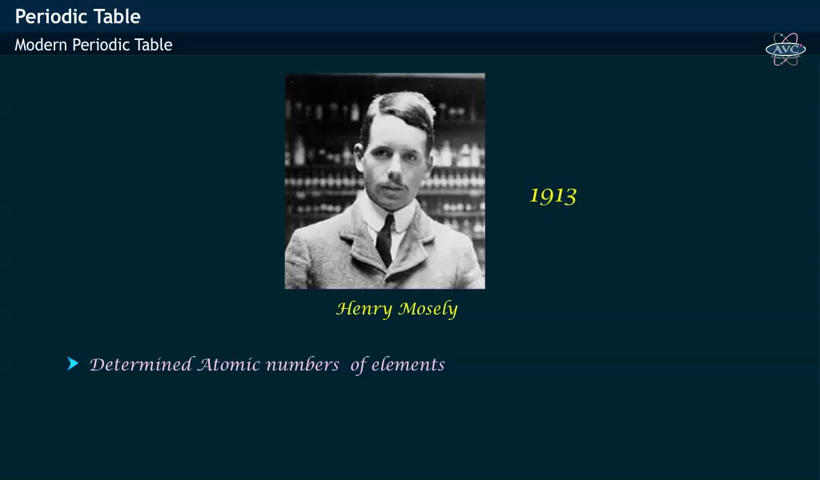 Periodic Table
Modern Periodic Table
AVC
1913
Henry Mosely
Determined Atomic numbers of elements